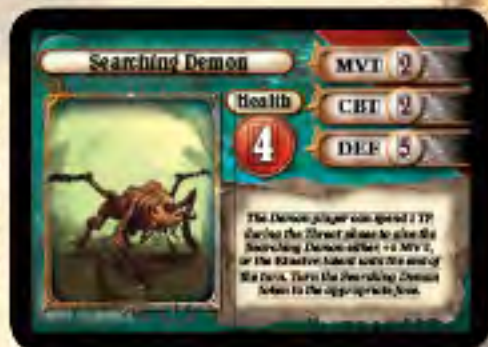 Searching Demon
MVT 2
Health
CBT 2
4
DEF 5
The Demon player can spend 1 TP
during the Threat phase to give the
Searching Demon either +4 MVT,
or the Elusive talent until the end of
the turn. Turn the Searching Demon
token to the appropriate face.